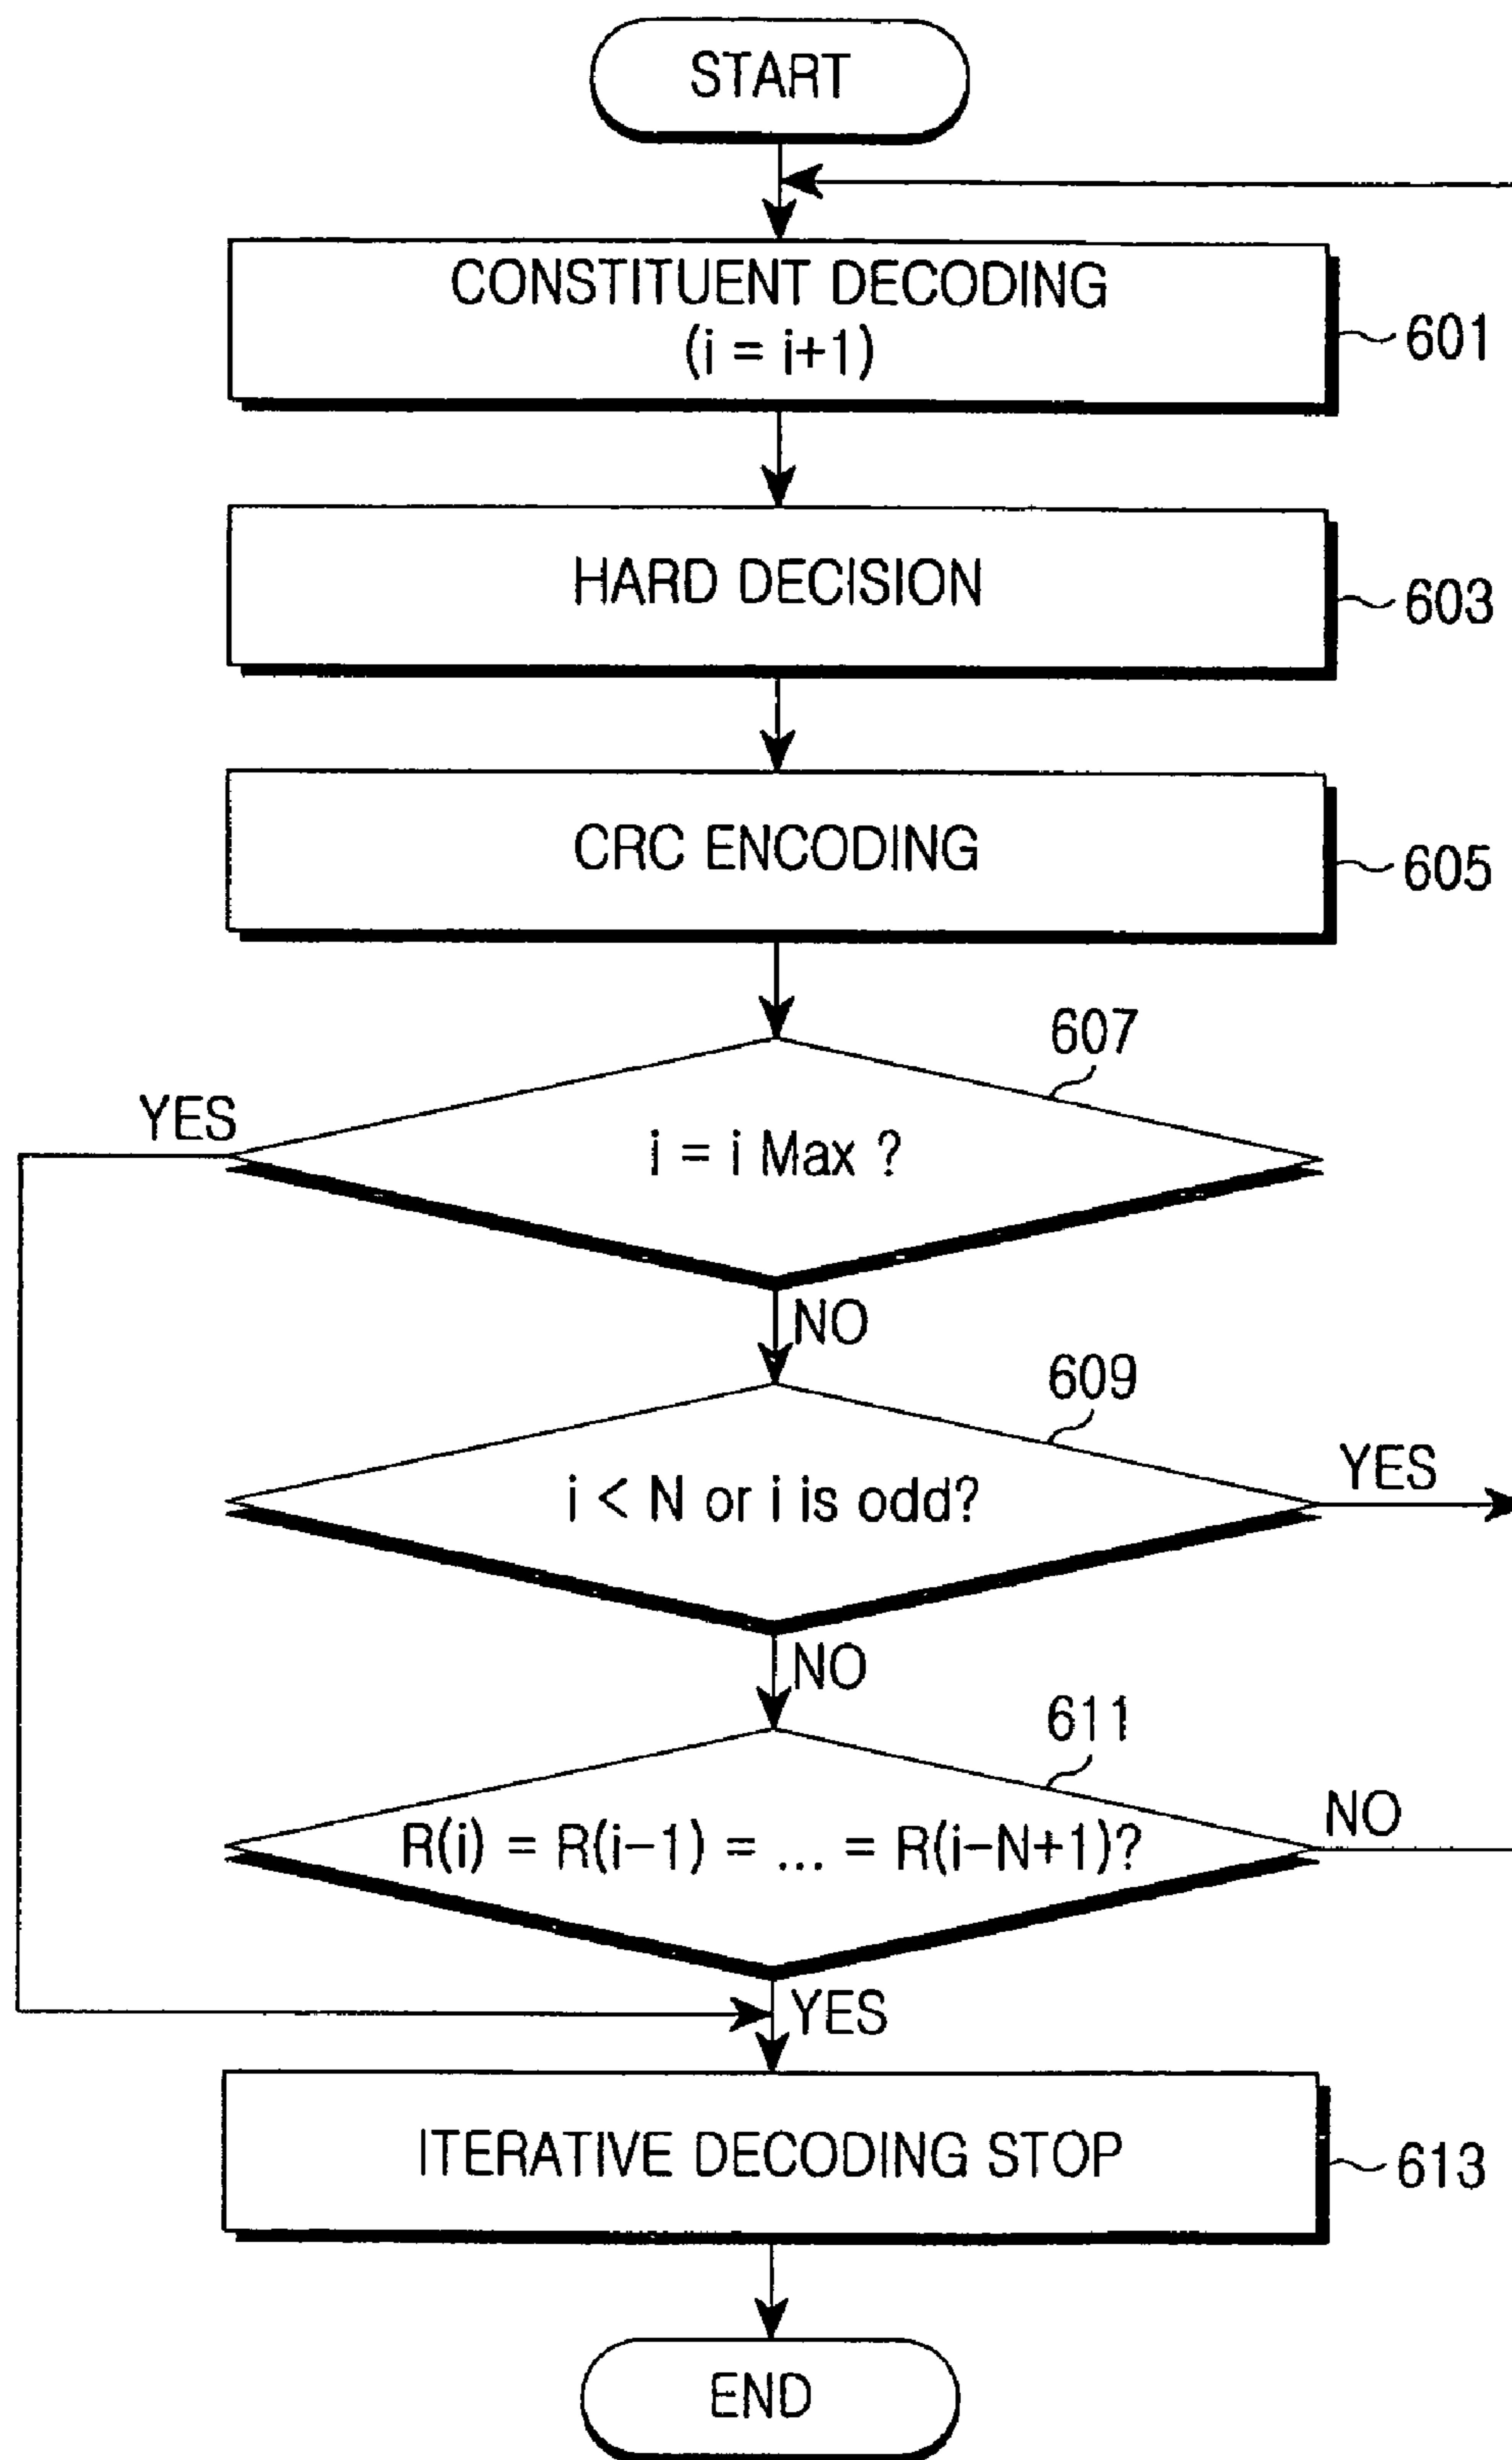 START
CONSTITUENT DECODING
(i = i+1)
601
HARD DECISION
603
CRC ENCODING
605
607
YES
i = i Max ?
NO
609
i < N or i is odd?
YES
NO
611
R(i) = R(i-1) = ... = R(i-N+1)?
NO
YES
ITERATIVE DECODING STOP
613
END